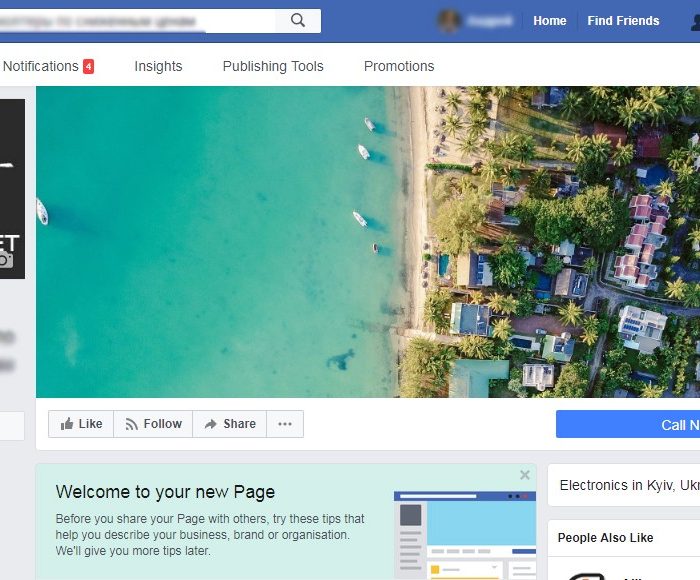 Home Find Friends
Notifications 4 Insights Publishing Tools Promotions
ET
Like Follow Share
Call N
Welcome to your new Page
Before you share your Page with others, try these tips that
help you describe your business, brand or organisation.
We'll give you more tips later.
Electronics in Kyiv, Ukr
People Also Like